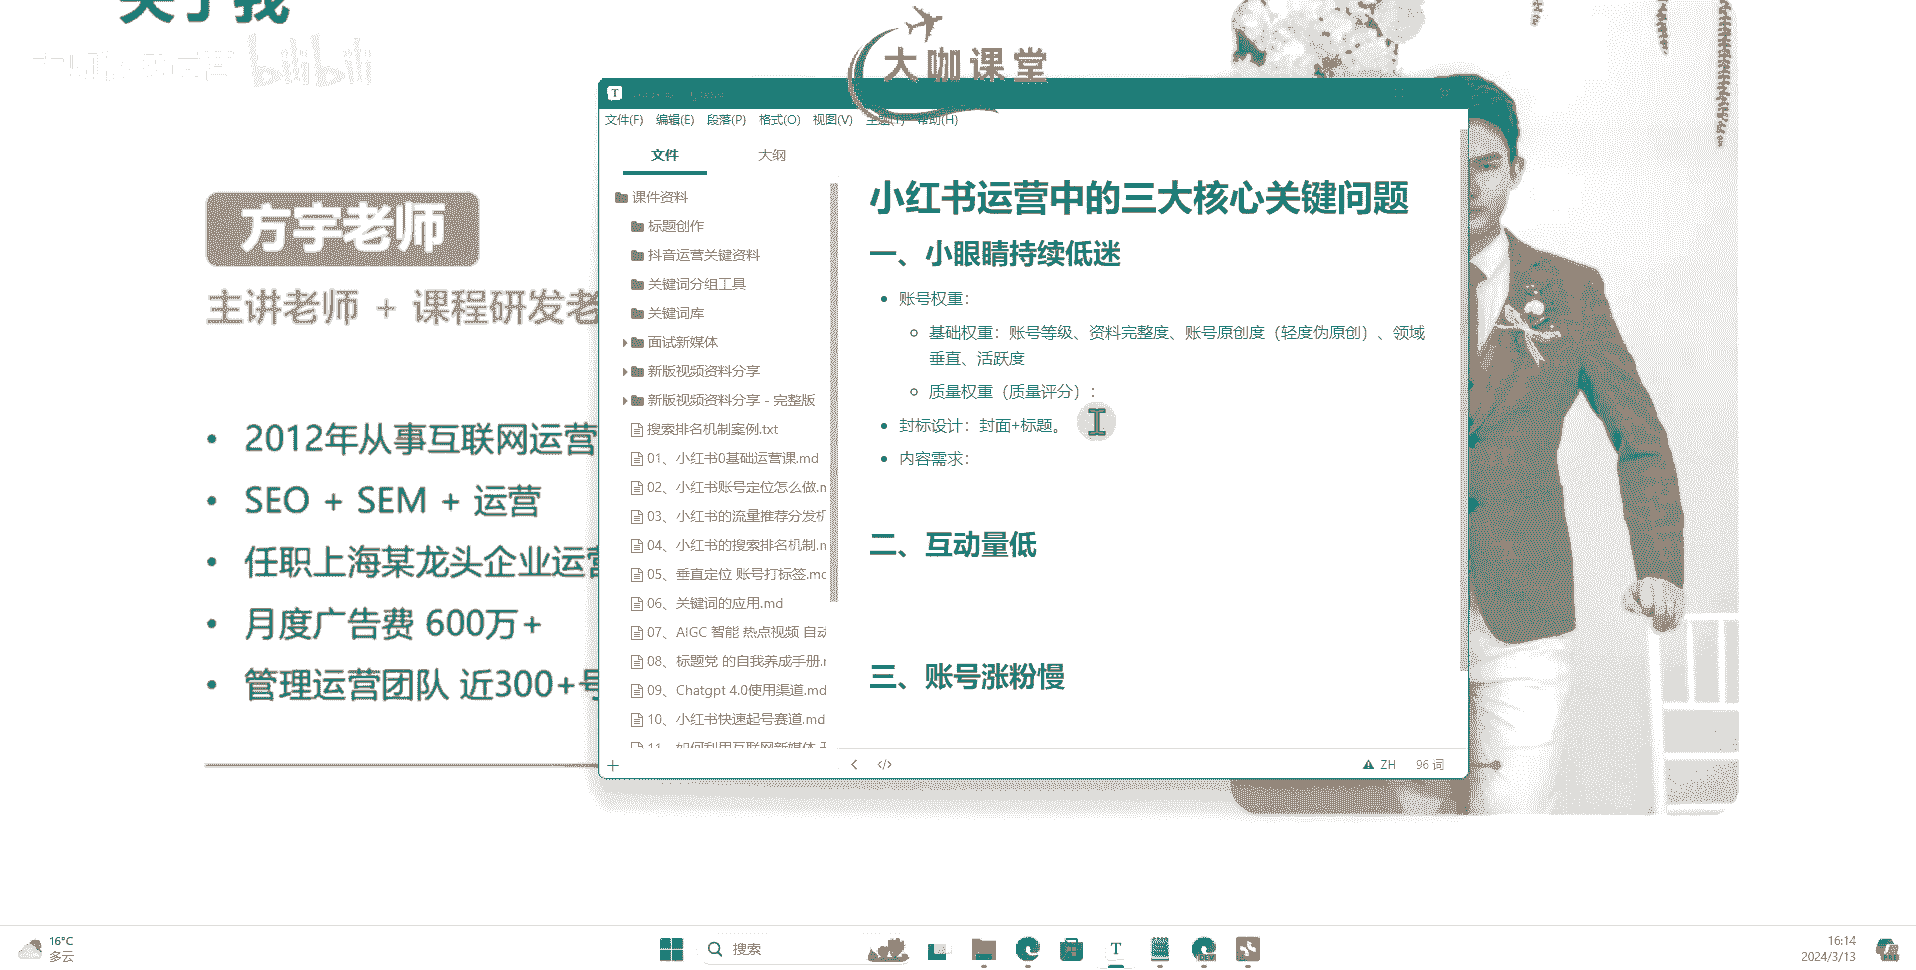 关于我
bilibili
大咖课堂
方宇老师
主讲老师 + 课程研发老
2012年从事互联网运营
SEO + SEM + 运营
任职上海某龙头企业运营
月度广告费 600万+
管理运营团队 近300+号
T
文件(F) 编辑(E) 段落(P) 格式(O) 视图(V) 主题(T) 帮助(H)
文件 大纲
课件资料
标题创作
抖音运营关键资料
关键词分组工具
关键词库
面试新媒体
新版视频资料分享
新版视频资料分享 - 完整版
搜索排名机制案例.txt
01、小红书0基础运营课.md
02、小红书账号定位怎么做.m
03、小红书的流量推荐分发机
04、小红书的搜索排名机制.m
05、垂直定位 账号打标签.md
06、关键词的应用.md
07、AIGC 智能 热点视频 自动
08、标题党 的自我养成手册.m
09、Chatgpt 4.0使用渠道.md
10、小红书快速起号赛道.md
11、如何利用互联网新媒体
小红书运营中的三大核心关键问题
一、小眼睛持续低迷
账号权重：
基础权重：账号等级、资料完整度、账号原创度（轻度伪原创）、领域
垂直、活跃度
质量权重（质量评分）：
封标设计：封面+标题。
内容需求：
二、互动量低
三、账号涨粉慢
ZH 96 词
16°C
多云
搜索
T
16:14
2024/3/13